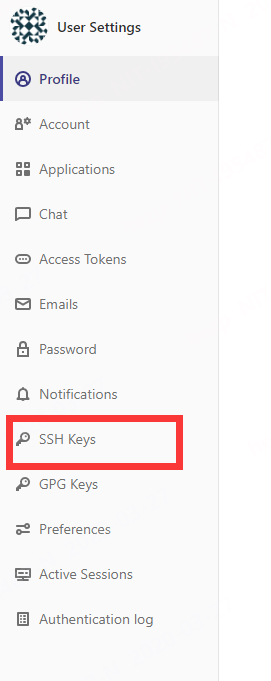 User Settings
Profile
Account
Applications
Chat
Access Tokens
Emails
Password
Notifications
SSH Keys
GPG Keys
Preferences
Active Sessions
Authentication log